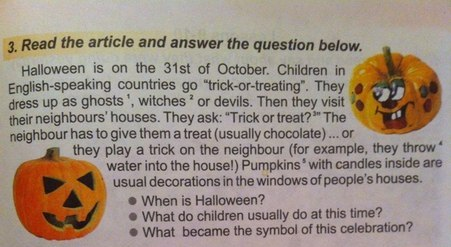 3. Read the article and answer the question below.
Halloween is on the 31st of October. Children in
English-speaking countries go “trick-or-treating”. They
dress up as ghosts ¹, witches ² or devils. Then they visit
their neighbours’ houses. They ask: “Trick or treat?³” The
neighbour has to give them a treat (usually chocolate) ... or
they play a trick on the neighbour (for example, they throw ⁴
water into the house!) Pumpkins ⁵ with candles inside are
usual decorations in the windows of people’s houses.
● When is Halloween?
● What do children usually do at this time?
● What became the symbol of this celebration?